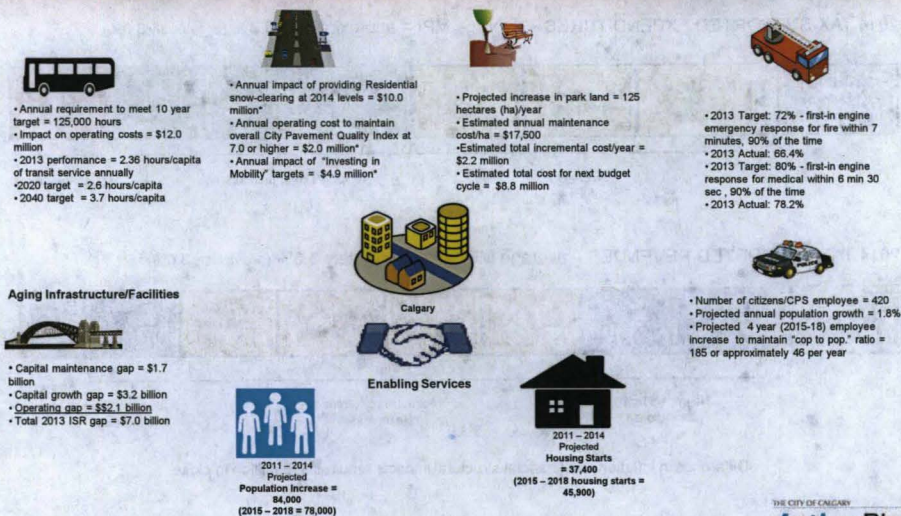 • Annual requirement to meet 10 year
target = 125,000 hours
• Impact on operating costs = $12.0
million
• 2013 performance = 2.36 hours/capita
of transit service annually
•2020 target = 2.6 hours/capita
• 2040 target = 3.7 hours/capita
• Annual impact of providing Residential
snow-clearing at 2014 levels = $10.0
million*
• Annual operating cost to maintain
overall City Pavement Quality Index at
7.0 or higher = $2.0 million*
• Annual impact of "Investing in
Mobility" targets = $4.9 million*
• Projected increase in park land = 125
hectares (ha)/year
• Estimated annual maintenance
cost/ha = $17,500
•Estimated total incremental cost/year =
$2.2 million
• Estimated total cost for next budget
cycle = $8.8 million
• 2013 Target: 72% - first-in engine
emergency response for fire within 7
minutes, 90% of the time
• 2013 Actual: 66.4%
• 2013 Target: 80% - first-in engine
response for medical within 6 min 30
sec , 90% of the time
• 2013 Actual: 78.2%
Calgary
Enabling Services
POLICE
• Number of citizens/CPS employee = 420
• Projected annual population growth = 1.8%
• Projected 4 year (2015-18) employee
increase to maintain "cop to pop." ratio =
185 or approximately 46 per year
Aging Infrastructure/Facilities
• Capital maintenance gap = $1.7
billion
• Capital growth gap = $3.2 billion
• Operating gap = $$2.1 billion
• Total 2013 ISR gap = $7.0 billion
2011 – 2014
Projected
Population Increase =
84,000
(2015 – 2018 = 78,000)
2011 – 2014
Projected
Housing Starts
= 37,400
(2015 – 2018 housing starts =
45,900)
THE CITY OF CALGARY